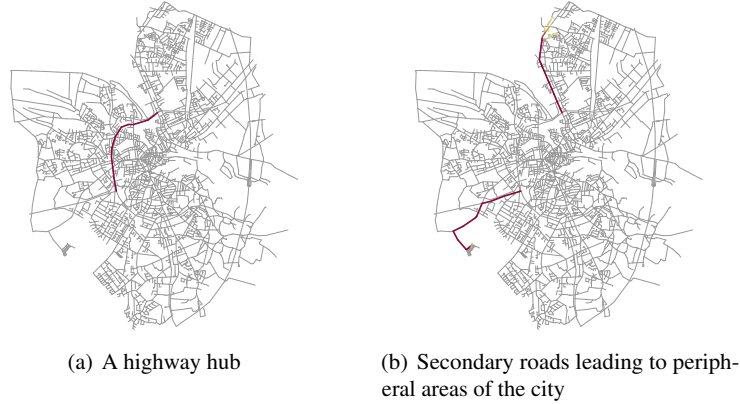 (a) A highway hub
(b) Secondary roads leading to periph-
eral areas of the city